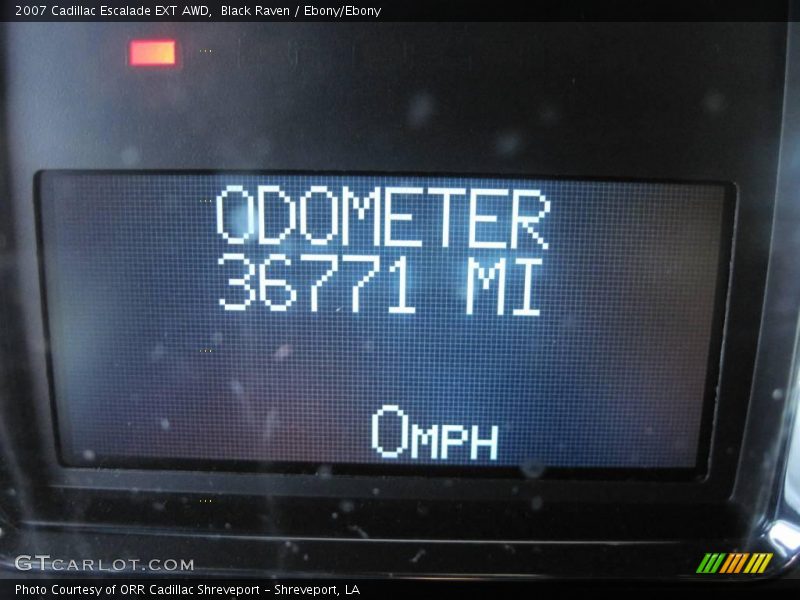 2007 Cadillac Escalade EXT AWD, Black Raven / Ebony/Ebony
ODOMETER
36771 MI
0MPH
GTCARLOT.COM
Photo Courtesy of ORR Cadillac Shreveport - Shreveport, LA